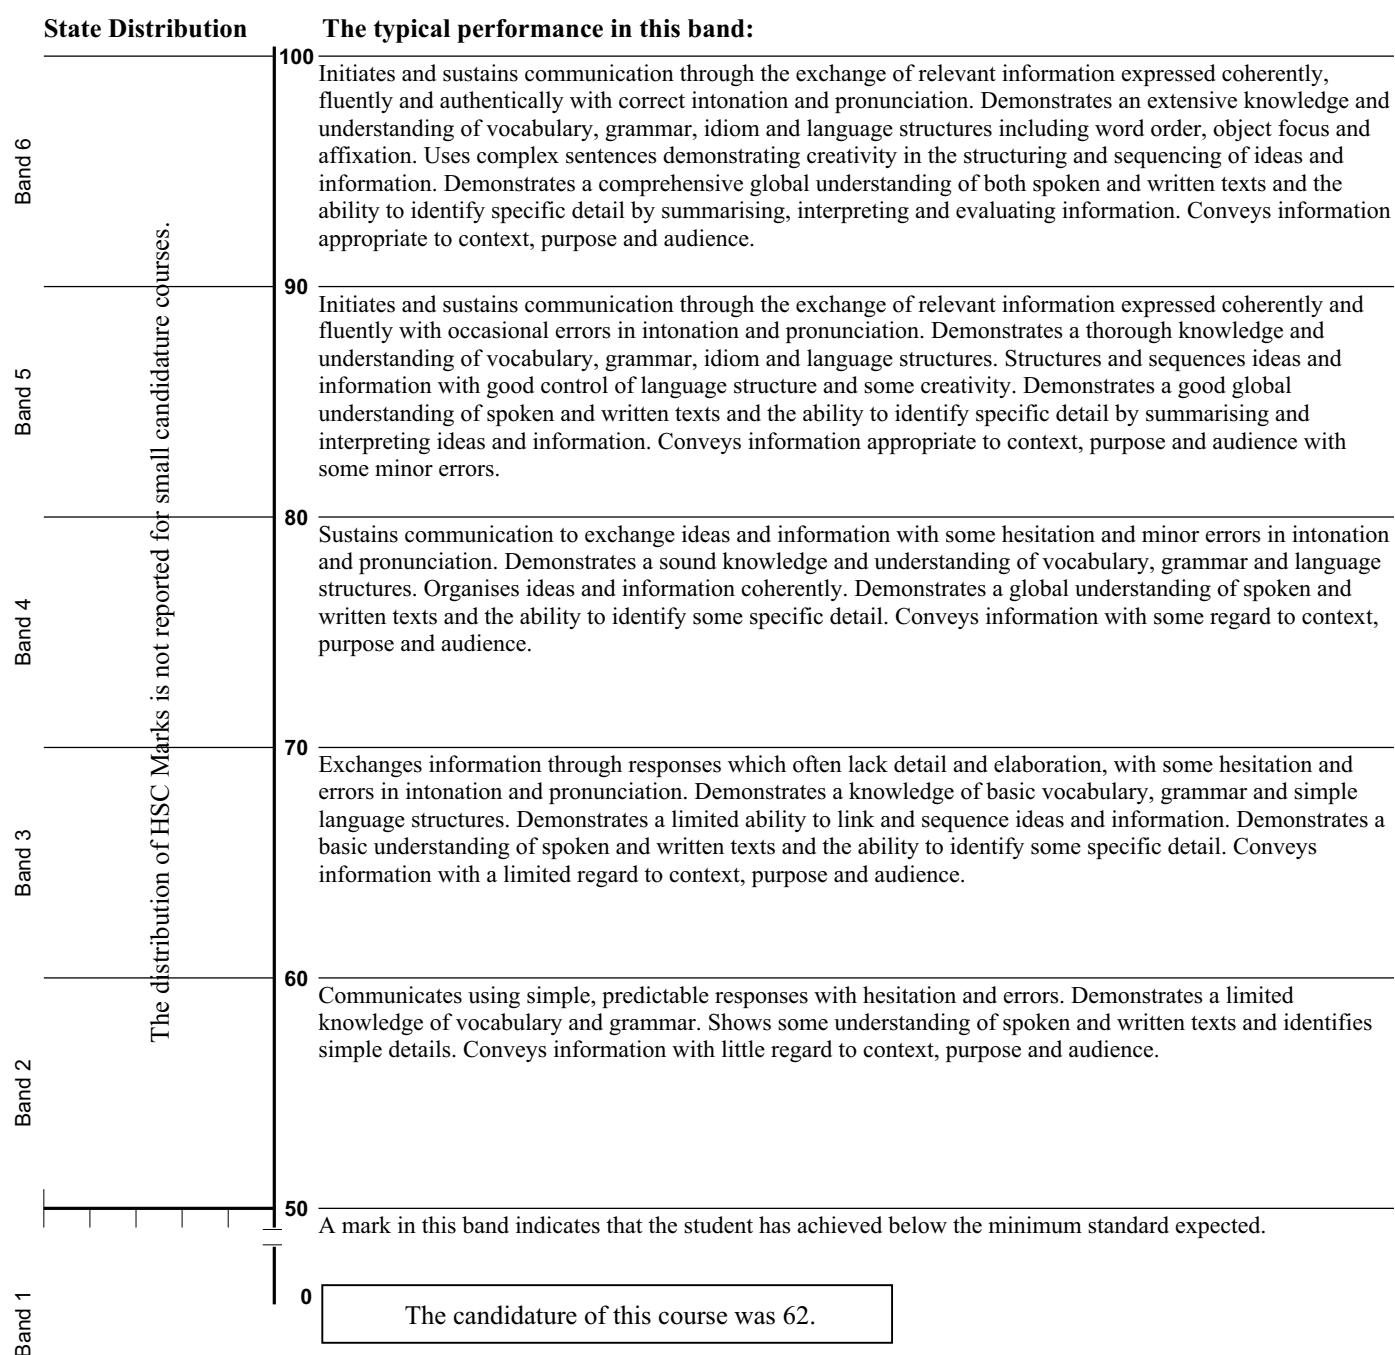 State Distribution
The typical performance in this band:
100
Initiates and sustains communication through the exchange of relevant information expressed coherently,
fluently and authentically with correct intonation and pronunciation. Demonstrates an extensive knowledge and
understanding of vocabulary, grammar, idiom and language structures including word order, object focus and
affixation. Uses complex sentences demonstrating creativity in the structuring and sequencing of ideas and
information. Demonstrates a comprehensive global understanding of both spoken and written texts and the
ability to identify specific detail by summarising, interpreting and evaluating information. Conveys information
appropriate to context, purpose and audience.
Band 6
90
Initiates and sustains communication through the exchange of relevant information expressed coherently and
fluently with occasional errors in intonation and pronunciation. Demonstrates a thorough knowledge and
understanding of vocabulary, grammar, idiom and language structures. Structures and sequences ideas and
information with good control of language structure and some creativity. Demonstrates a good global
understanding of spoken and written texts and the ability to identify specific detail by summarising and
interpreting ideas and information. Conveys information appropriate to context, purpose and audience with
some minor errors.
Band 5
80
Sustains communication to exchange ideas and information with some hesitation and minor errors in intonation
and pronunciation. Demonstrates a sound knowledge and understanding of vocabulary, grammar and language
structures. Organises ideas and information coherently. Demonstrates a global understanding of spoken and
written texts and the ability to identify some specific detail. Conveys information with some regard to context,
purpose and audience.
Band 4
The distribution of HSC Marks is not reported for small candidature courses.
70
Exchanges information through responses which often lack detail and elaboration, with some hesitation and
errors in intonation and pronunciation. Demonstrates a knowledge of basic vocabulary, grammar and simple
language structures. Demonstrates a limited ability to link and sequence ideas and information. Demonstrates a
basic understanding of spoken and written texts and the ability to identify some specific detail. Conveys
information with a limited regard to context, purpose and audience.
Band 3
60
Communicates using simple, predictable responses with hesitation and errors. Demonstrates a limited
knowledge of vocabulary and grammar. Shows some understanding of spoken and written texts and identifies
simple details. Conveys information with little regard to context, purpose and audience.
Band 2
50
A mark in this band indicates that the student has achieved below the minimum standard expected.
0
Band 1
The candidature of this course was 62.